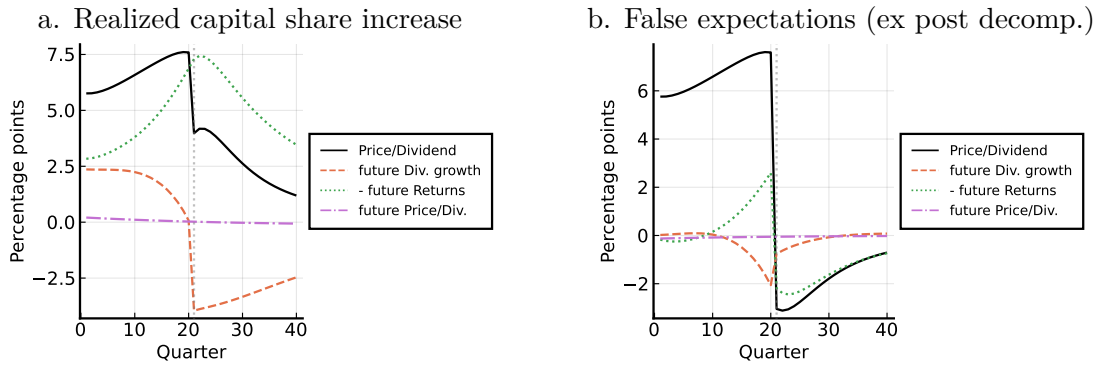 a. Realized capital share increase
7.5
5.0
2.5
0.0
−2.5
Percentage points
0 10 20 30 40
Quarter
Price/Dividend
future Div. growth
- future Returns
future Price/Div.
b. False expectations (ex post decomp.)
6
4
2
0
−2
Percentage points
0 10 20 30 40
Quarter
Price/Dividend
future Div. growth
- future Returns
future Price/Div.